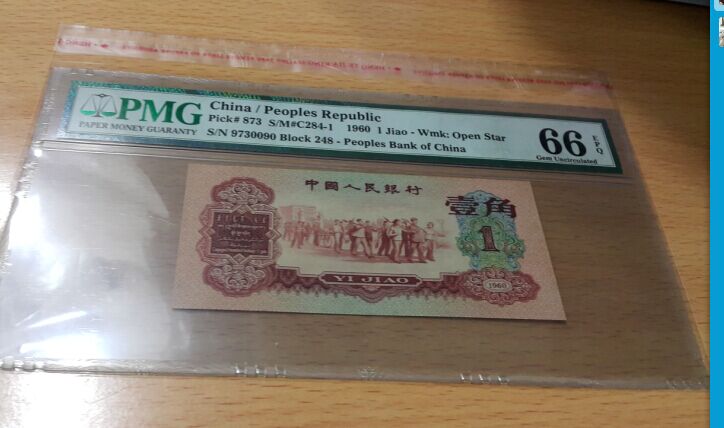 PMG
PAPER MONEY GUARANTY
China / Peoples Republic
Pick# 873 S/M#C284-1 1960 1 Jiao - Wmk: Open Star
S/N 9730090 Block 248 - Peoples Bank of China
66
EPQ
Gem Uncirculated
中國人民銀行
壹角
1
YI JIAO
1960